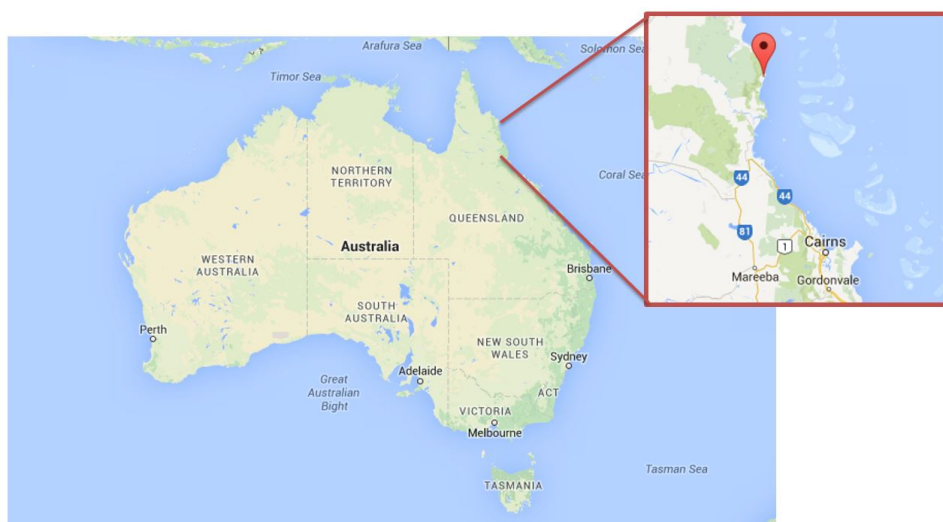 Arafura Sea
Solomon Sea
Timor Sea
NORTHERN
TERRITORY
Coral Sea
QUEENSLAND
Australia
WESTERN
AUSTRALIA
Brisbane
SOUTH
AUSTRALIA
Perth
NEW SOUTH
WALES
Sydney
Adelaide
Great
Australian
Bight
ACT
VICTORIA
Melbourne
Tasman Sea
TASMANIA
44
44
81
1
Cairns
Mareeba
Gordonvale